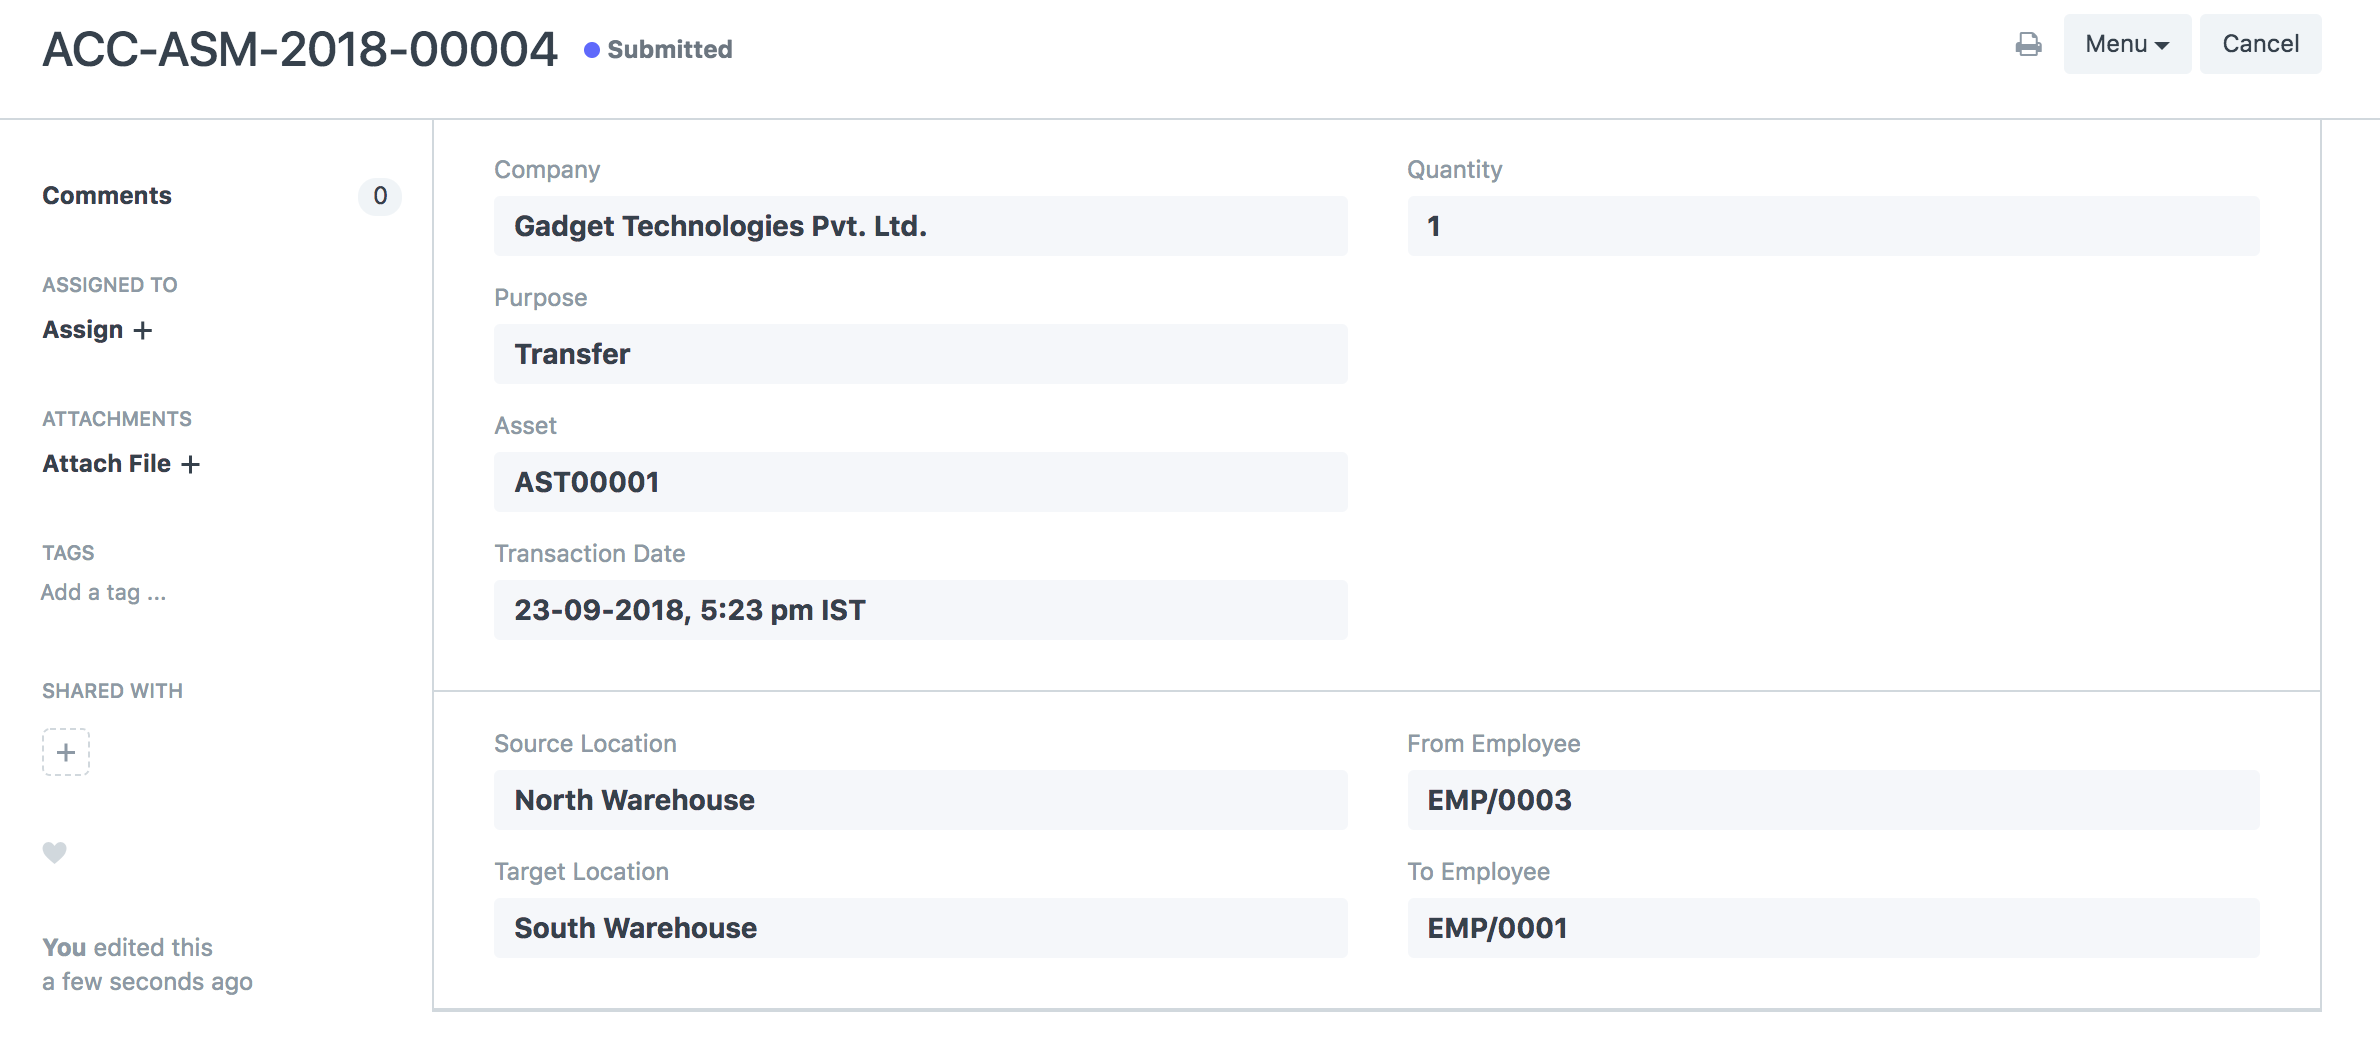 ACC-ASM-2018-00004 Submitted
Menu Cancel
Comments 0
ASSIGNED TO
Assign +
ATTACHMENTS
Attach File +
TAGS
Add a tag ...
SHARED WITH
+
You edited this
a few seconds ago
Company
Gadget Technologies Pvt. Ltd.
Purpose
Transfer
Asset
AST00001
Transaction Date
23-09-2018, 5:23 pm IST
Quantity
1
Source Location
North Warehouse
Target Location
South Warehouse
From Employee
EMP/0003
To Employee
EMP/0001